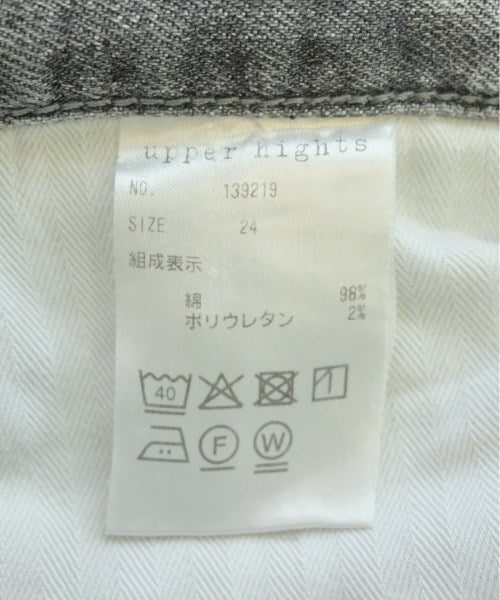 upper hights
NO. 139219
SIZE 24
組成表示
綿 98%
ポリウレタン 2%
40
F W